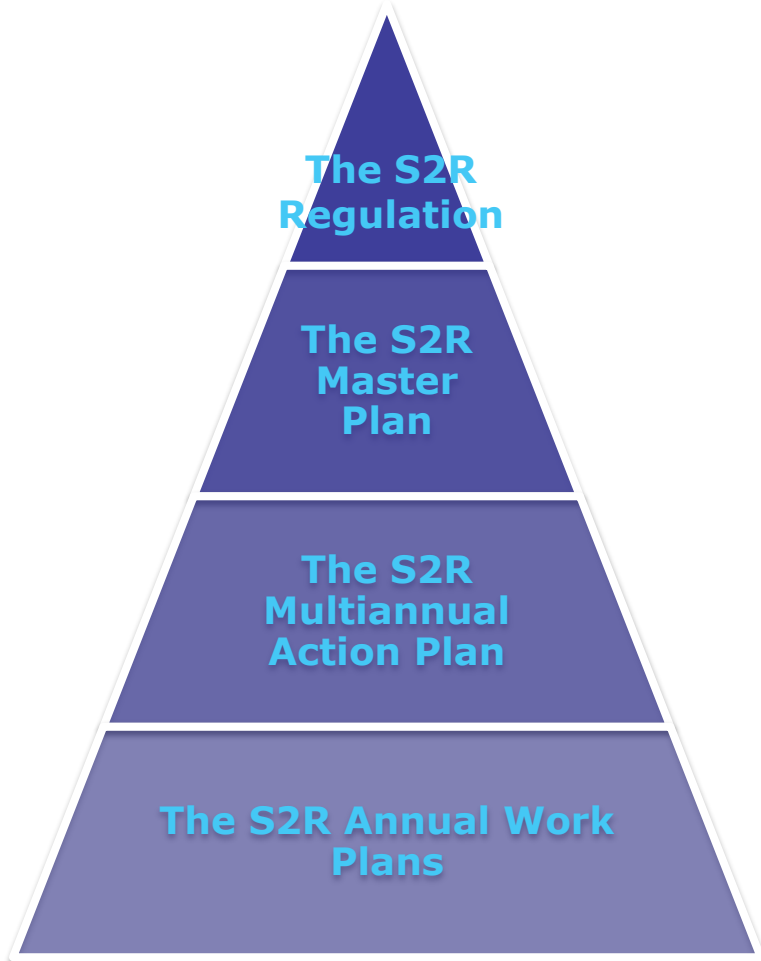 The S2R
Regulation
The S2R
Master
Plan
The S2R
Multiannual
Action Plan
The S2R Annual Work
Plans